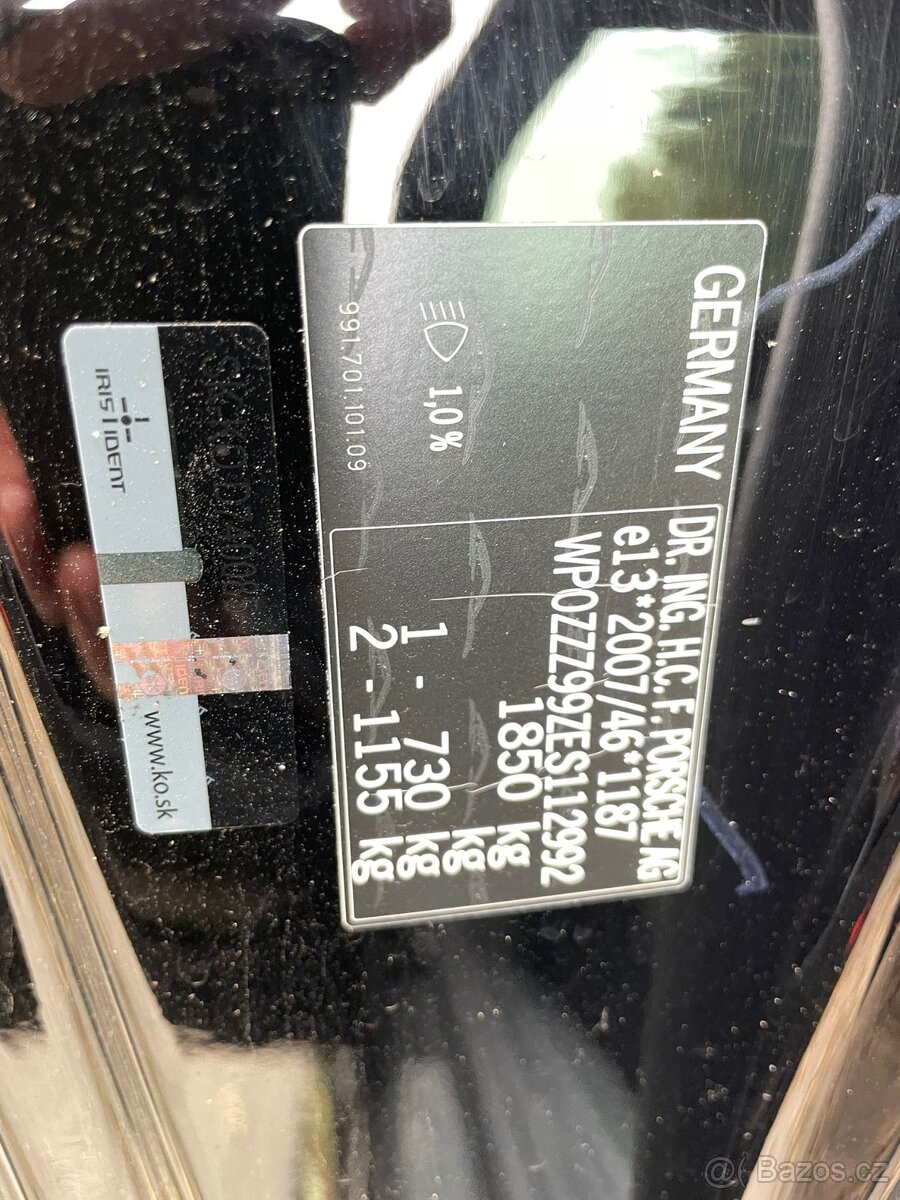 GERMANY
DR. ING. H.C. F. PORSCHE AG
e13*2007/46*1187
WP0ZZZ99ZES112992
1850 kg
kg
1 - 730 kg
2 - 1155 kg
1,0 %
991.701.101.09
IRIS IDENT
www.ko.sk
@ Bazos.cz